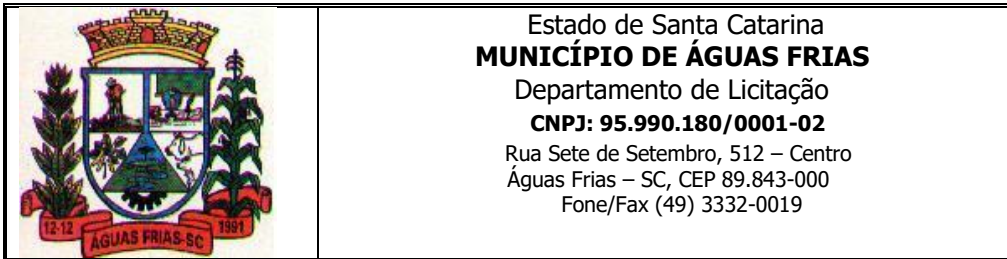 Estado de Santa Catarina
MUNICÍPIO DE ÁGUAS FRIAS
Departamento de Licitação
CNPJ: 95.990.180/0001-02
Rua Sete de Setembro, 512 – Centro
Águas Frias – SC, CEP 89.843-000
Fone/Fax (49) 3332-0019
12-12
ÁGUAS FRIAS-SC
1991